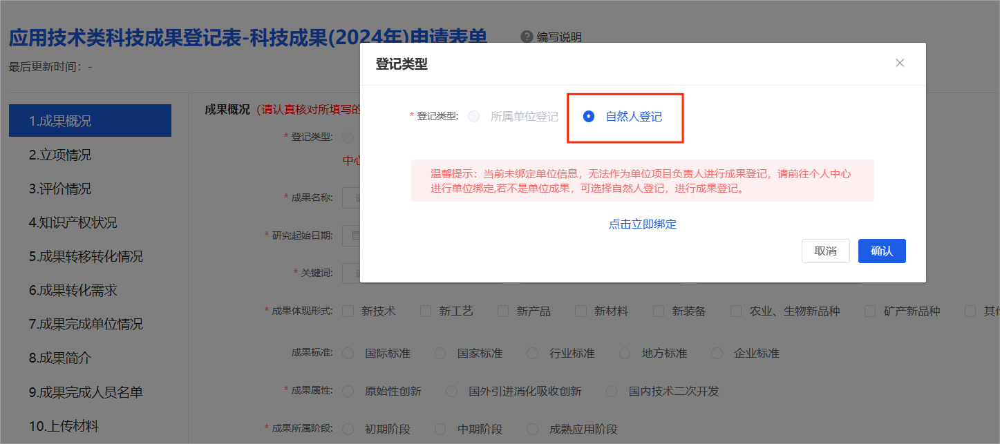 应用技术类科技成果登记表-科技成果(2024年)申请表单
编写说明
最后更新时间: -
登记类型
* 登记类型: 所属单位登记 自然人登记
温馨提示：当前未绑定单位信息，无法作为单位项目负责人进行成果登记，请前往个人中心
进行单位绑定,若不是单位成果，可选择自然人登记，进行成果登记。
点击立即绑定
取消 确认
1.成果概况
2.立项情况
3.评价情况
4.知识产权状况
5.成果转移转化情况
6.成果转化需求
7.成果完成单位情况
8.成果简介
9.成果完成人员名单
10.上传材料
成果概况（请认真核对所填写的
* 登记类型:
中心
* 成果名称:
* 研究起始日期:
* 关键词:
* 成果体现形式: 新技术 新工艺 新产品 新材料 新装备 农业、生物新品种 矿产新品种 其
成果标准: 国际标准 国家标准 行业标准 地方标准 企业标准
* 成果属性: 原始性创新 国外引进消化吸收创新 国内技术二次开发
* 成果所属阶段: 初期阶段 中期阶段 成熟应用阶段